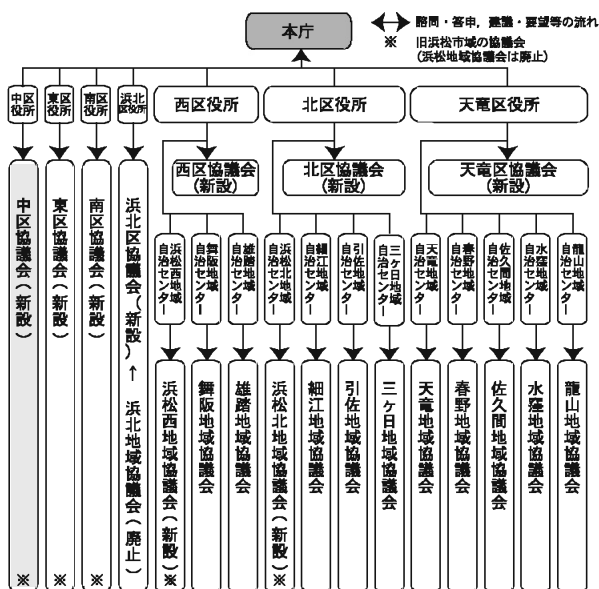 本庁
諮問・答申, 建議・要望等の流れ
※ 旧浜松市域の協議会
(浜松地域協議会は廃止)
中区
役所
東区
役所
南区
役所
浜北
区役所
西区役所
北区役所
天竜区役所
西区協議会
(新設)
北区協議会
(新設)
天竜区協議会
(新設)
浜松西地域
自治センター
舞阪地域
自治センター
雄踏地域
自治センター
浜松北地域
自治センター
細江地域
自治センター
引佐地域
自治センター
三ヶ日地域
自治センター
天竜地域
自治センター
春野地域
自治センター
佐久間地域
自治センター
水窪地域
自治センター
龍山地域
自治センター
中区協議会(新設) ※
東区協議会(新設) ※
南区協議会(新設) ※
浜北区協議会(新設)← 浜北地域協議会(廃止)
浜松西地域協議会(新設)※
舞阪地域協議会
雄踏地域協議会
浜松北地域協議会(新設)※
細江地域協議会
引佐地域協議会
三ヶ日地域協議会
天竜地域協議会
春野地域協議会
佐久間地域協議会
水窪地域協議会
龍山地域協議会